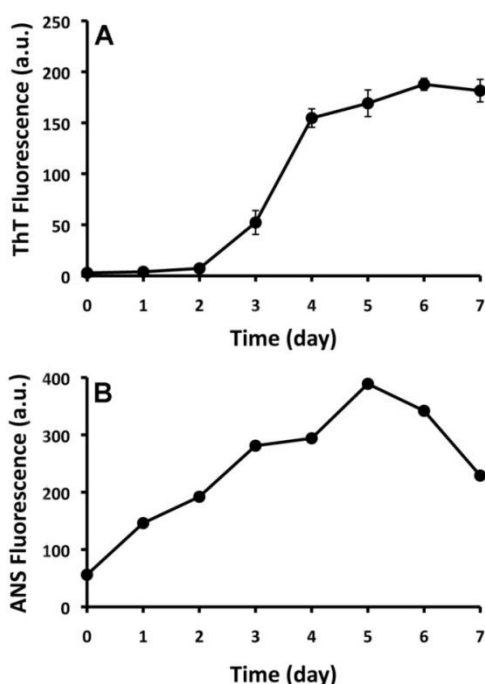 A
ThT Fluorescence (a.u.)
250
200
150
100
50
0
0 1 2 3 4 5 6 7
Time (day)
B
ANS Fluorescence (a.u.)
400
300
200
100
0
0 1 2 3 4 5 6 7
Time (day)